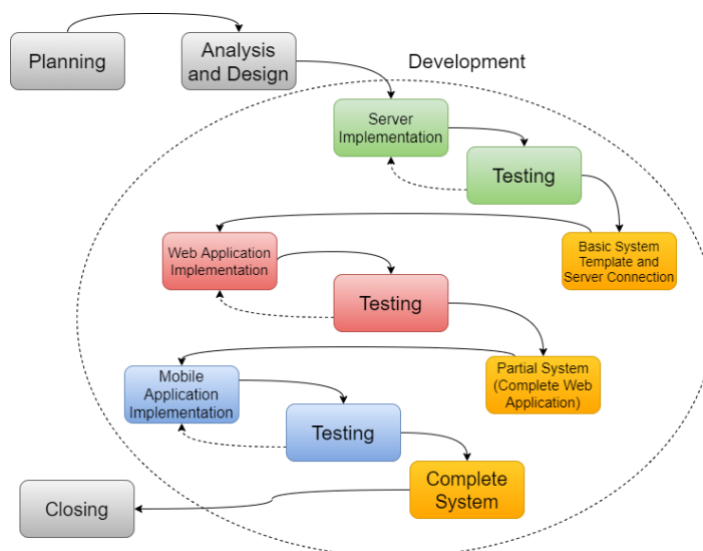 Planning
Analysis
and Design
Development
Server
Implementation
Testing
Basic System
Template and
Server Connection
Web Application
Implementation
Testing
Partial System
(Complete Web
Application)
Mobile
Application
Implementation
Testing
Complete
System
Closing